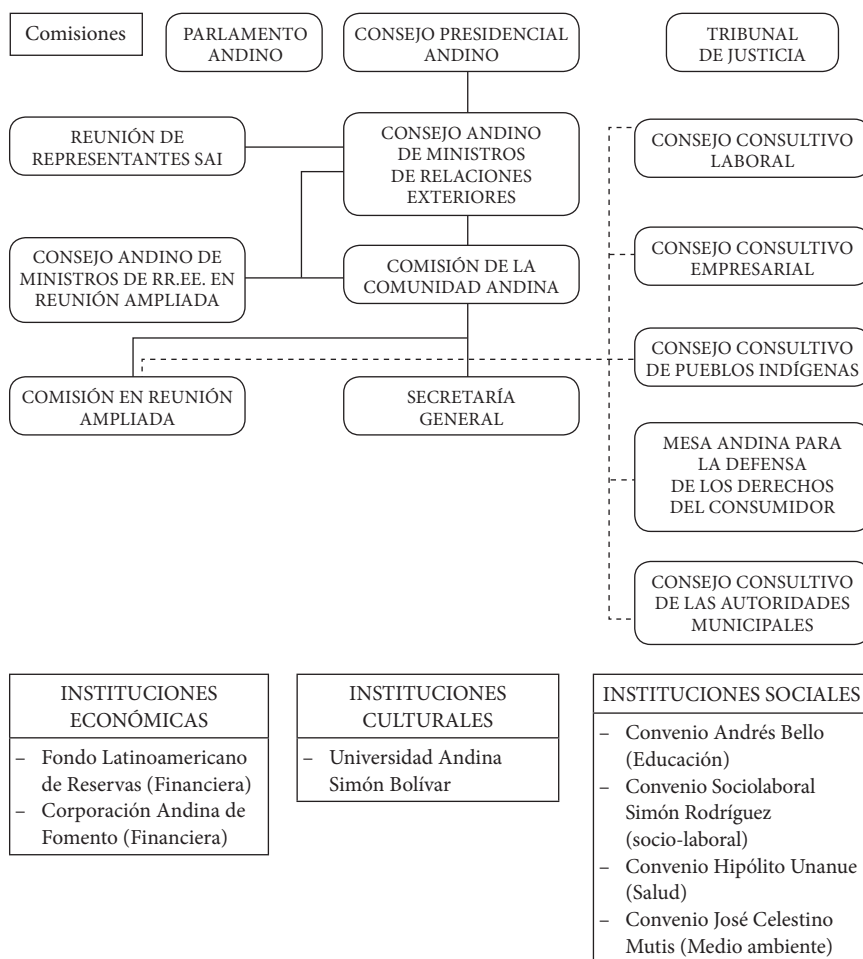 Comisiones
PARLAMENTO
ANDINO
CONSEJO PRESIDENCIAL
ANDINO
TRIBUNAL
DE JUSTICIA
REUNIÓN DE
REPRESENTANTES SAI
CONSEJO ANDINO
DE MINISTROS
DE RELACIONES
EXTERIORES
CONSEJO CONSULTIVO
LABORAL
CONSEJO ANDINO DE
MINISTROS DE RR.EE. EN
REUNIÓN AMPLIADA
COMISIÓN DE LA
COMUNIDAD ANDINA
CONSEJO CONSULTIVO
EMPRESARIAL
COMISIÓN EN REUNIÓN
AMPLIADA
SECRETARÍA
GENERAL
CONSEJO CONSULTIVO
DE PUEBLOS INDÍGENAS
MESA ANDINA PARA
LA DEFENSA
DE LOS DERECHOS
DEL CONSUMIDOR
CONSEJO CONSULTIVO
DE LAS AUTORIDADES
MUNICIPALES
INSTITUCIONES
ECONÓMICAS
– Fondo Latinoamericano
de Reservas (Financiera)
– Corporación Andina de
Fomento (Financiera)
INSTITUCIONES
CULTURALES
– Universidad Andina
Simón Bolívar
INSTITUCIONES SOCIALES
– Convenio Andrés Bello
(Educación)
– Convenio Sociolaboral
Simón Rodríguez
(socio-laboral)
– Convenio Hipólito Unanue
(Salud)
– Convenio José Celestino
Mutis (Medio ambiente)